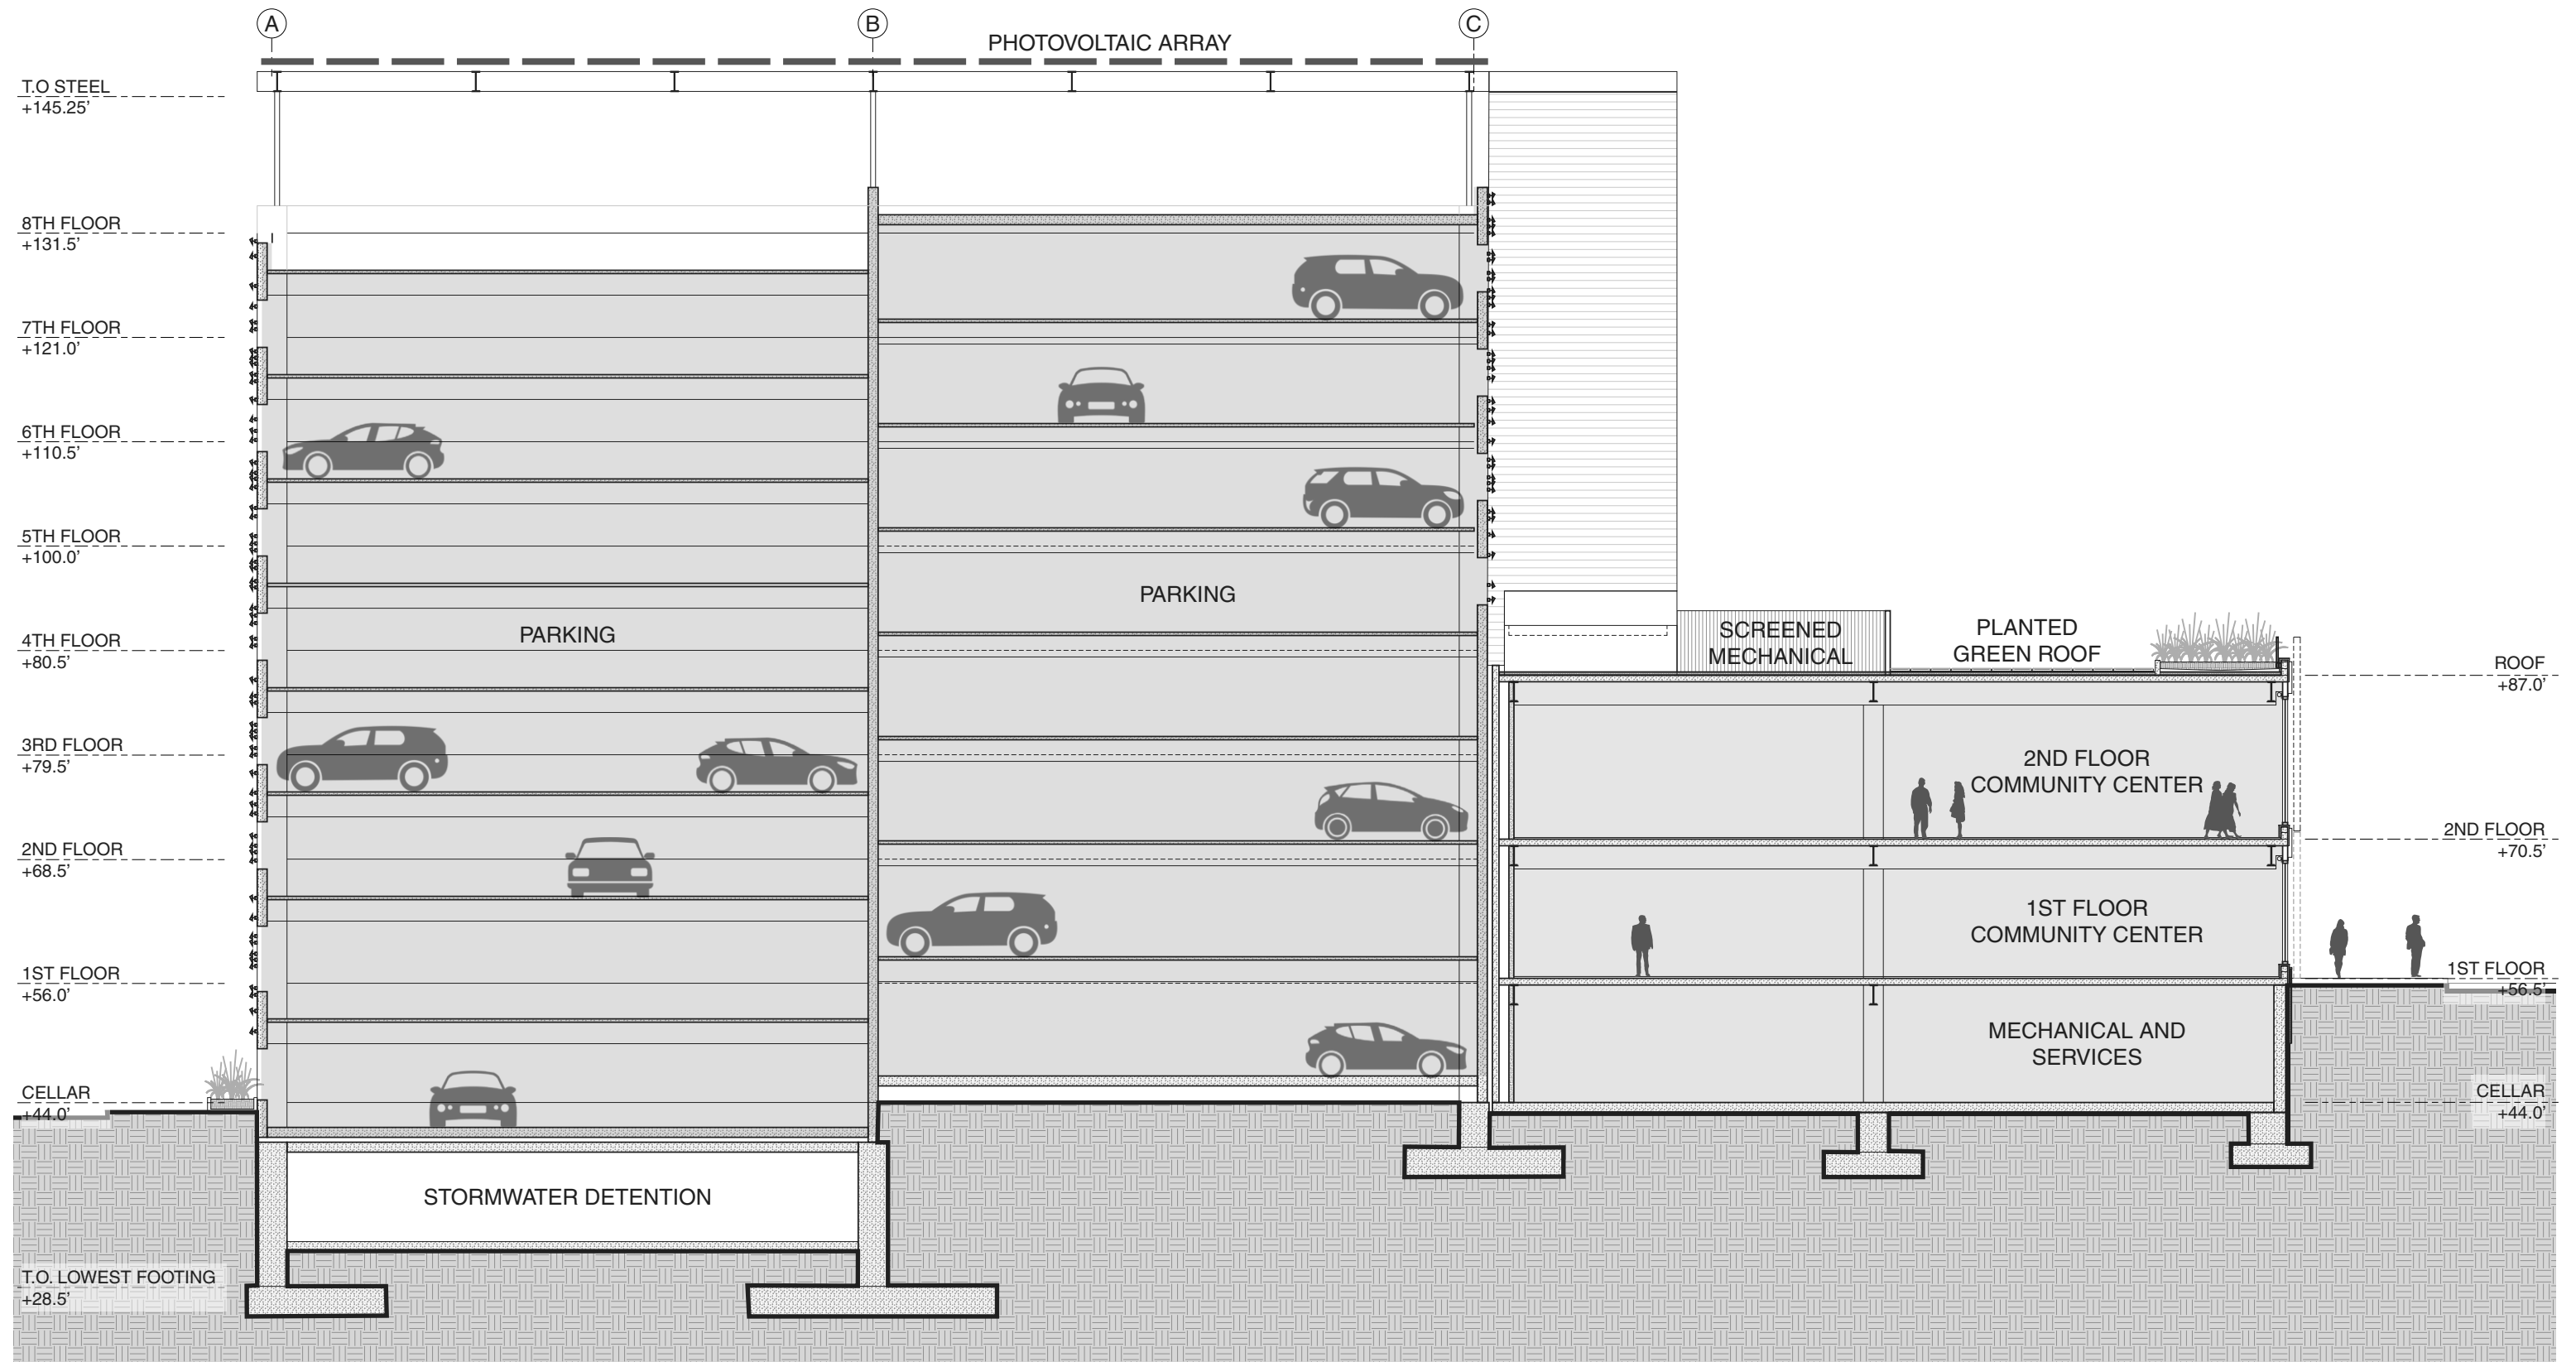 A
B
C
PHOTOVOLTAIC ARRAY
T.O STEEL
+145.25'
8TH FLOOR
+131.5'
7TH FLOOR
+121.0'
6TH FLOOR
+110.5'
5TH FLOOR
+100.0'
4TH FLOOR
+80.5'
3RD FLOOR
+79.5'
2ND FLOOR
+68.5'
1ST FLOOR
+56.0'
CELLAR
+44.0'
T.O. LOWEST FOOTING
+28.5'
PARKING
STORMWATER DETENTION
PARKING
SCREENED
MECHANICAL
PLANTED
GREEN ROOF
2ND FLOOR
COMMUNITY CENTER
1ST FLOOR
COMMUNITY CENTER
MECHANICAL AND
SERVICES
ROOF
+87.0'
2ND FLOOR
+70.5'
1ST FLOOR
+56.5'
CELLAR
+44.0'